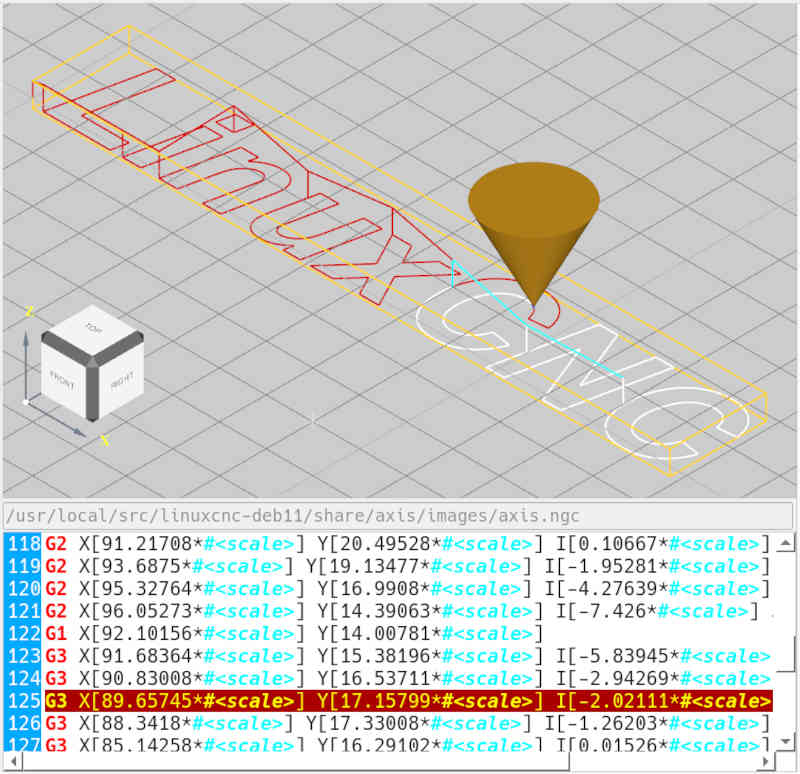 Linux CNC
Z
TOP
FRONT
RIGHT
X
/usr/local/src/linuxcnc-deb11/share/axis/images/axis.ngc
118 G2 X[91.21708*#<scale>] Y[20.49528*#<scale>] I[0.10667*#<scale>]
119 G2 X[93.6875*#<scale>] Y[19.13477*#<scale>] I[-1.95281*#<scale>]
120 G2 X[95.32764*#<scale>] Y[16.9908*#<scale>] I[-4.27639*#<scale>]
121 G2 X[96.05273*#<scale>] Y[14.39063*#<scale>] I[-7.426*#<scale>]
122 G1 X[92.10156*#<scale>] Y[14.00781*#<scale>]
123 G3 X[91.68364*#<scale>] Y[15.38196*#<scale>] I[-5.83945*#<scale>
124 G3 X[90.83008*#<scale>] Y[16.53711*#<scale>] I[-2.94269*#<scale>
125 G3 X[89.65745*#<scale>] Y[17.15799*#<scale>] I[-2.02111*#<scale>
126 G3 X[88.3418*#<scale>] Y[17.33008*#<scale>] I[-1.26203*#<scale>]
127 G3 X[85.14258*#<scale>] Y[16.29102*#<scale>] I[0.01526*#<scale>]